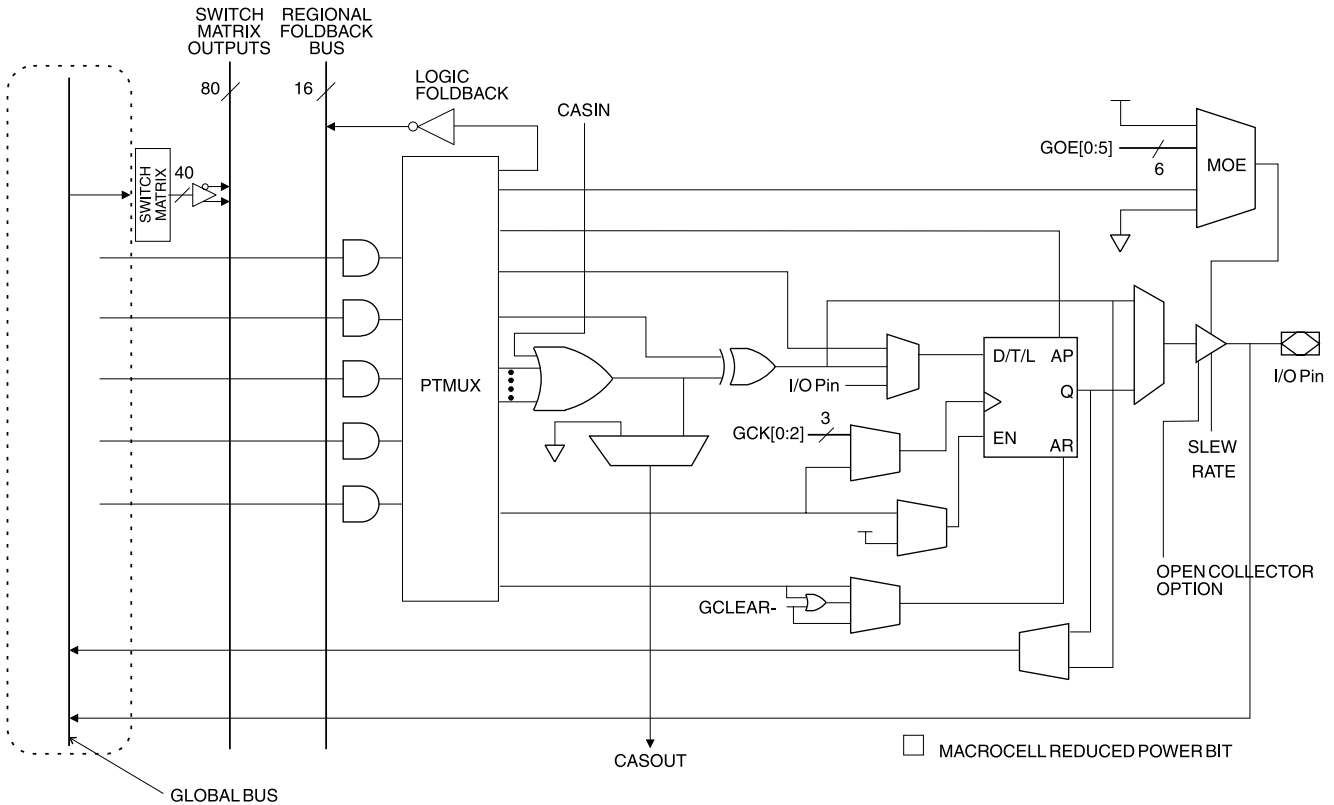 SWITCH
MATRIX
OUTPUTS
REGIONAL
FOLDBACK
BUS
80
16
LOGIC
FOLDBACK
CASIN
GOE[0:5]
6
MOE
SWITCH
MATRIX
40
PTMUX
D/T/L
AP
Q
EN
AR
I/O Pin
I/O Pin
GCK[0:2]
3
SLEW
RATE
OPEN COLLECTOR
OPTION
GCLEAR-
CASOUT
MACROCELL REDUCED POWER BIT
GLOBAL BUS